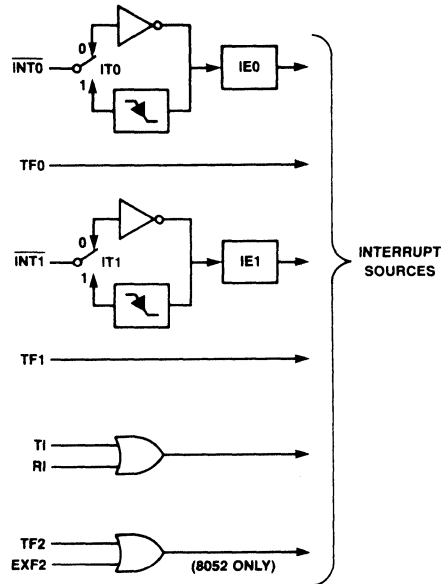 0
INT0
IT0
IE0
1
TF0
0
INT1
IT1
IE1
1
INTERRUPT
SOURCES
TF1
TI
RI
TF2
EXF2
(8052 ONLY)